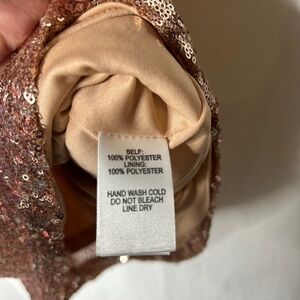 SELF:
100% POLYESTER
LINING:
100% POLYESTER
HAND WASH COLD
DO NOT BLEACH
LINE DRY